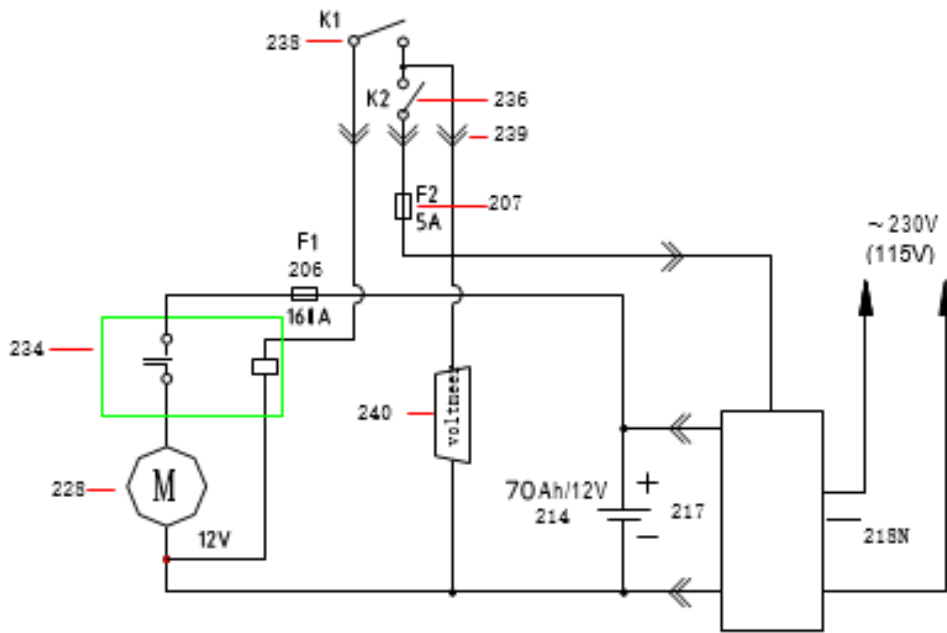 K1
238
K2
236
239
F2
207
5A
~230V
(115V)
F1
206
234
240
voltmeer
228
M
70Ah/12V
+
214
217
-
12V
218N